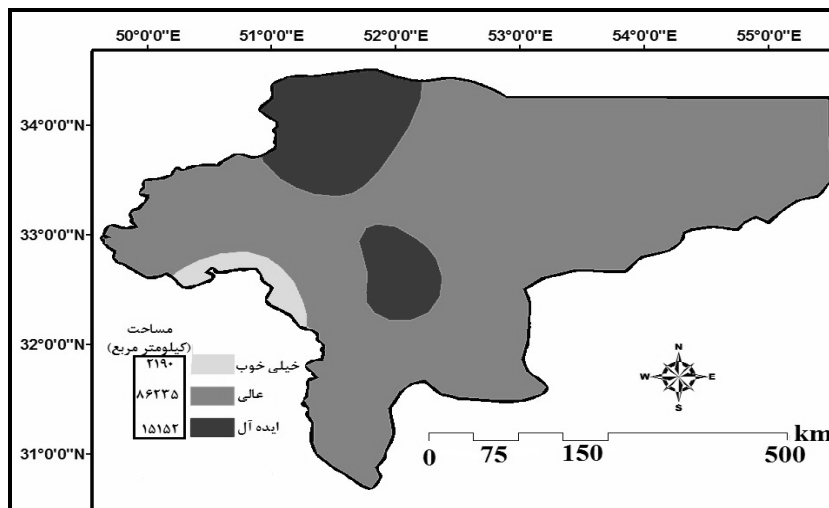 50°0'0"E 51°0'0"E 52°0'0"E 53°0'0"E 54°0'0"E 55°0'0"E
34°0'0"N
33°0'0"N
32°0'0"N
31°0'0"N
مساحت
(کیلومتر مربع)
خیلی خوب ۲۱۹۰
عالی ۸۶۲۳۵
ایده آل ۱۵۱۵۲
N
W E
S
km
0 75 150 500